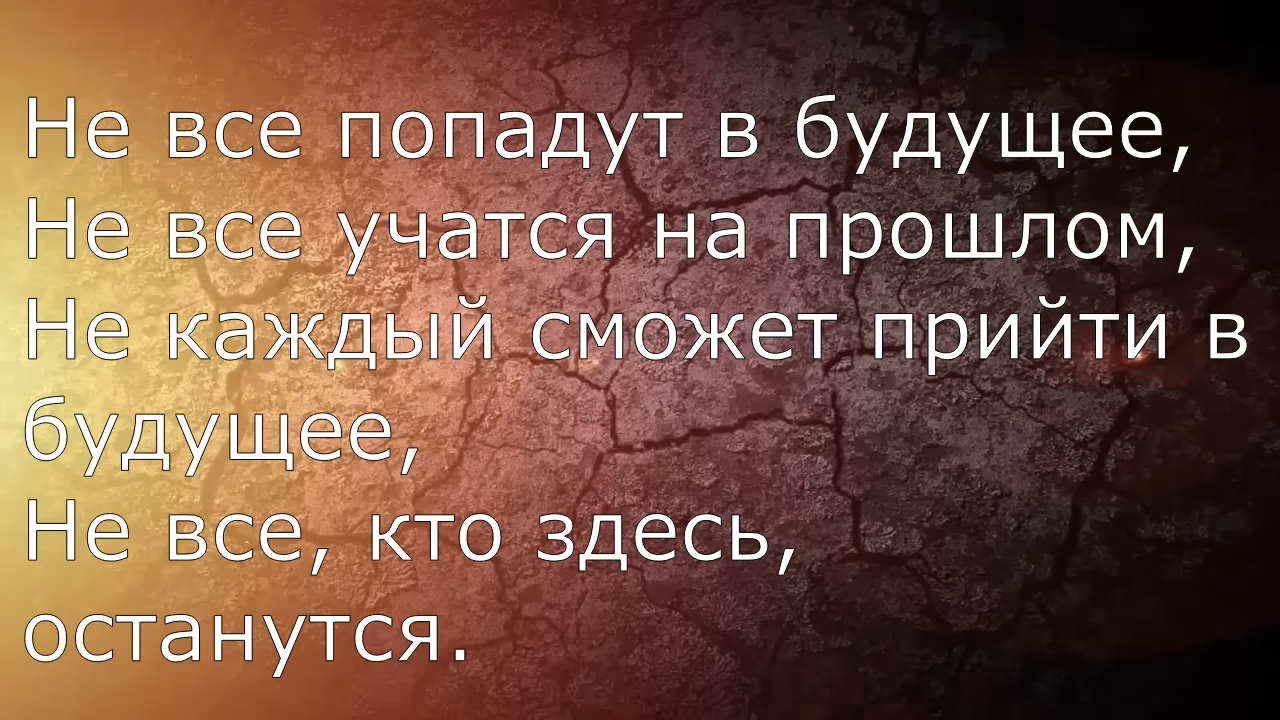 Не все попадут в будущее,
Не все учатся на прошлом,
Не каждый сможет прийти в
будущее,
Не все, кто здесь,
останутся.